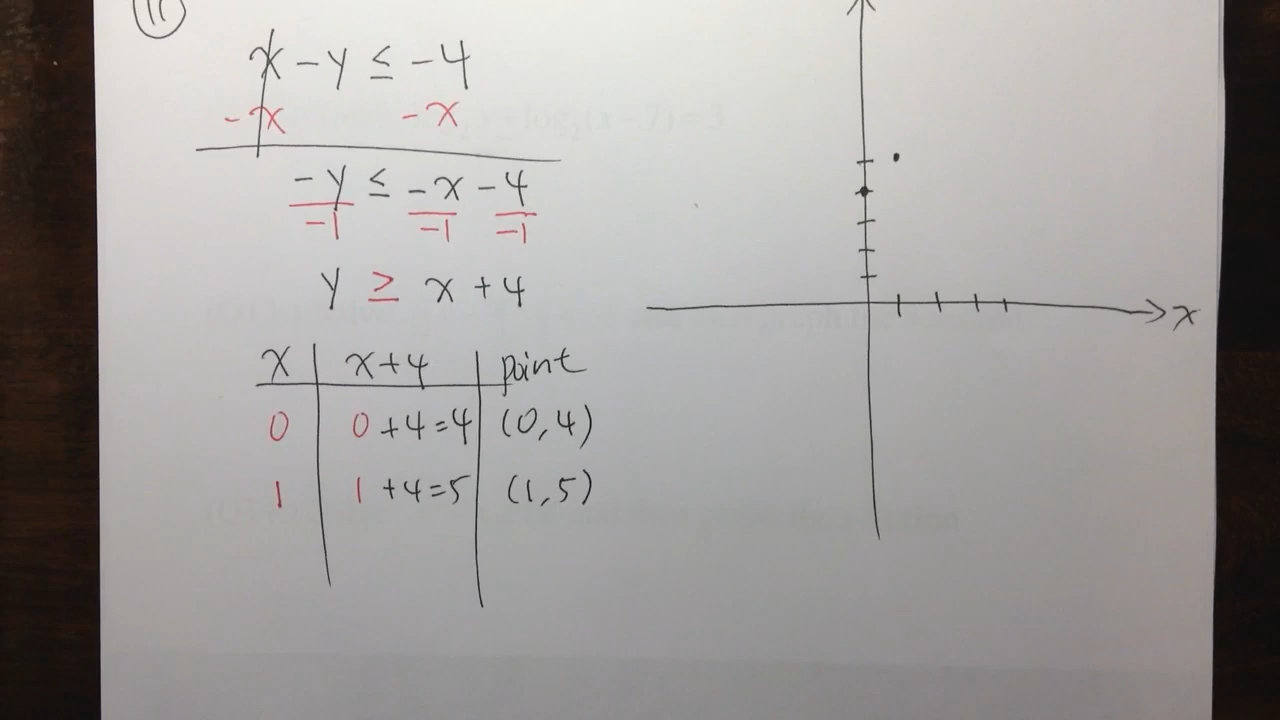 11
x - y ≤ -4
-x -x
-y ≤ -x - 4
-1 -1 -1
y ≥ x + 4
x x+4 point
0 0+4=4 (0,4)
1 1+4=5 (1,5)
x